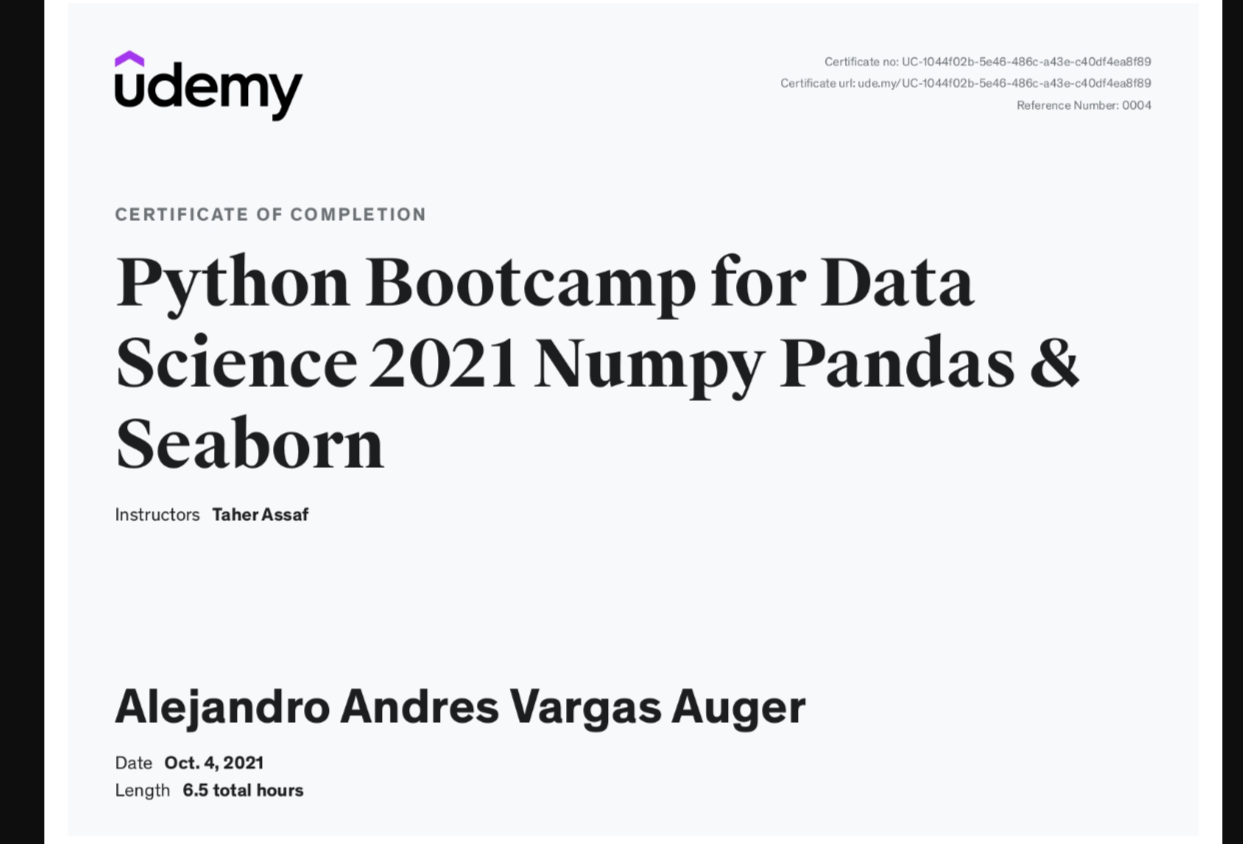 udemy
Certificate no: UC-1044f02b-5e46-486c-a43e-c40df4ea8f89
Certificate url: ude.my/UC-1044f02b-5e46-486c-a43e-c40df4ea8f89
Reference Number: 0004
CERTIFICATE OF COMPLETION
Python Bootcamp for Data
Science 2021 Numpy Pandas &
Seaborn
Instructors Taher Assaf
Alejandro Andres Vargas Auger
Date Oct. 4, 2021
Length 6.5 total hours